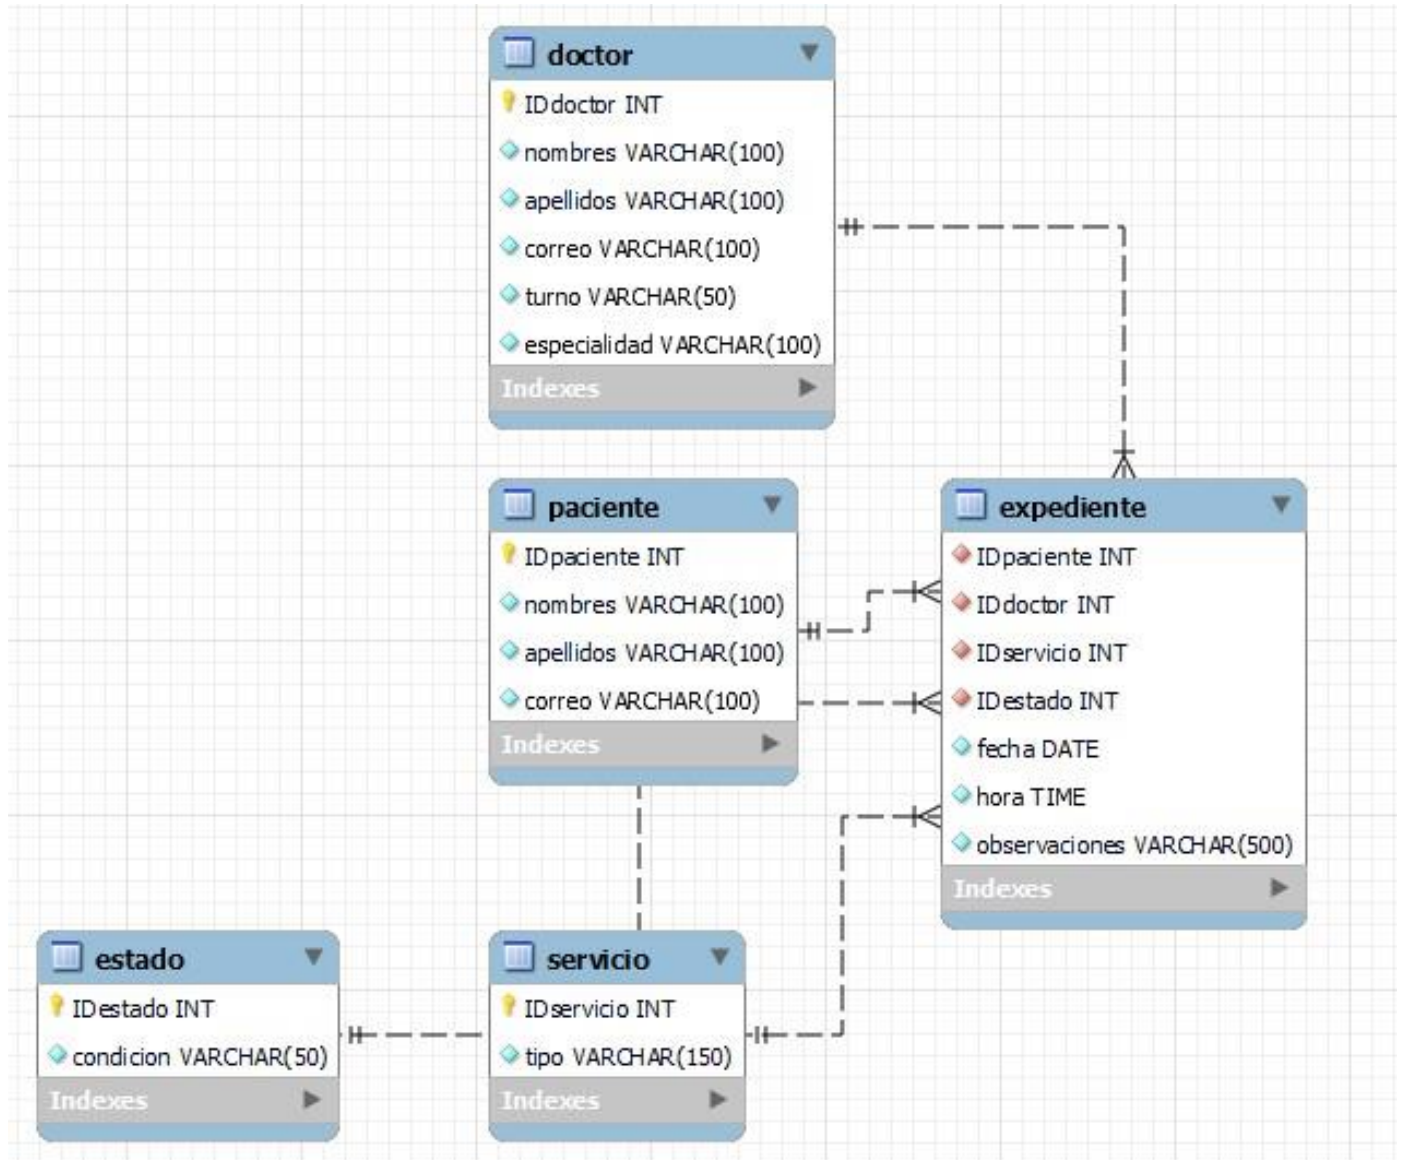 doctor
IDdoctor INT
nombres VARCHAR(100)
apellidos VARCHAR(100)
correo VARCHAR(100)
turno VARCHAR(50)
especialidad VARCHAR(100)
Indexes
paciente
IDpaciente INT
nombres VARCHAR(100)
apellidos VARCHAR(100)
correo VARCHAR(100)
Indexes
expediente
IDpaciente INT
IDdoctor INT
IDservicio INT
IDestado INT
fecha DATE
hora TIME
observaciones VARCHAR(500)
Indexes
estado
IDestado INT
condicion VARCHAR(50)
Indexes
servicio
IDservicio INT
tipo VARCHAR(150)
Indexes